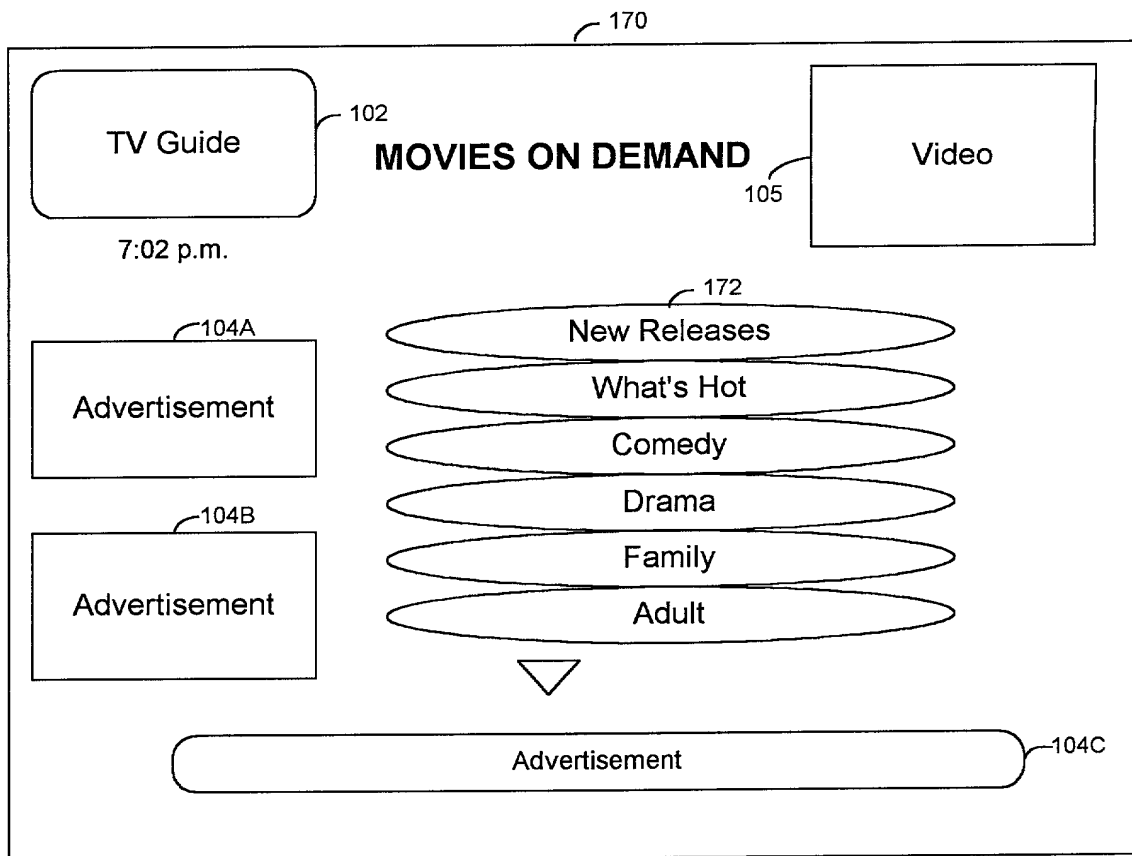 170
TV Guide
102
MOVIES ON DEMAND
105
Video
7:02 p.m.
172
104A
Advertisement
104B
Advertisement
New Releases
What's Hot
Comedy
Drama
Family
Adult
Advertisement
104C